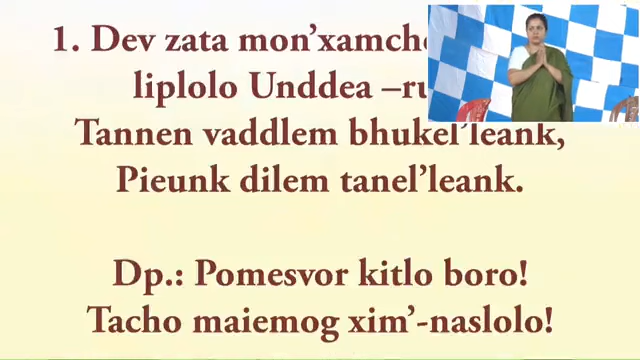 1. Dev zata mon’xamche
liplolo Unddea –ru
Tannen vaddlem bhukel’leank,
Pieunk dilem tanel’leank.
Dp.: Pomesvor kitlo boro!
Tacho maiemog xim’-naslolo!